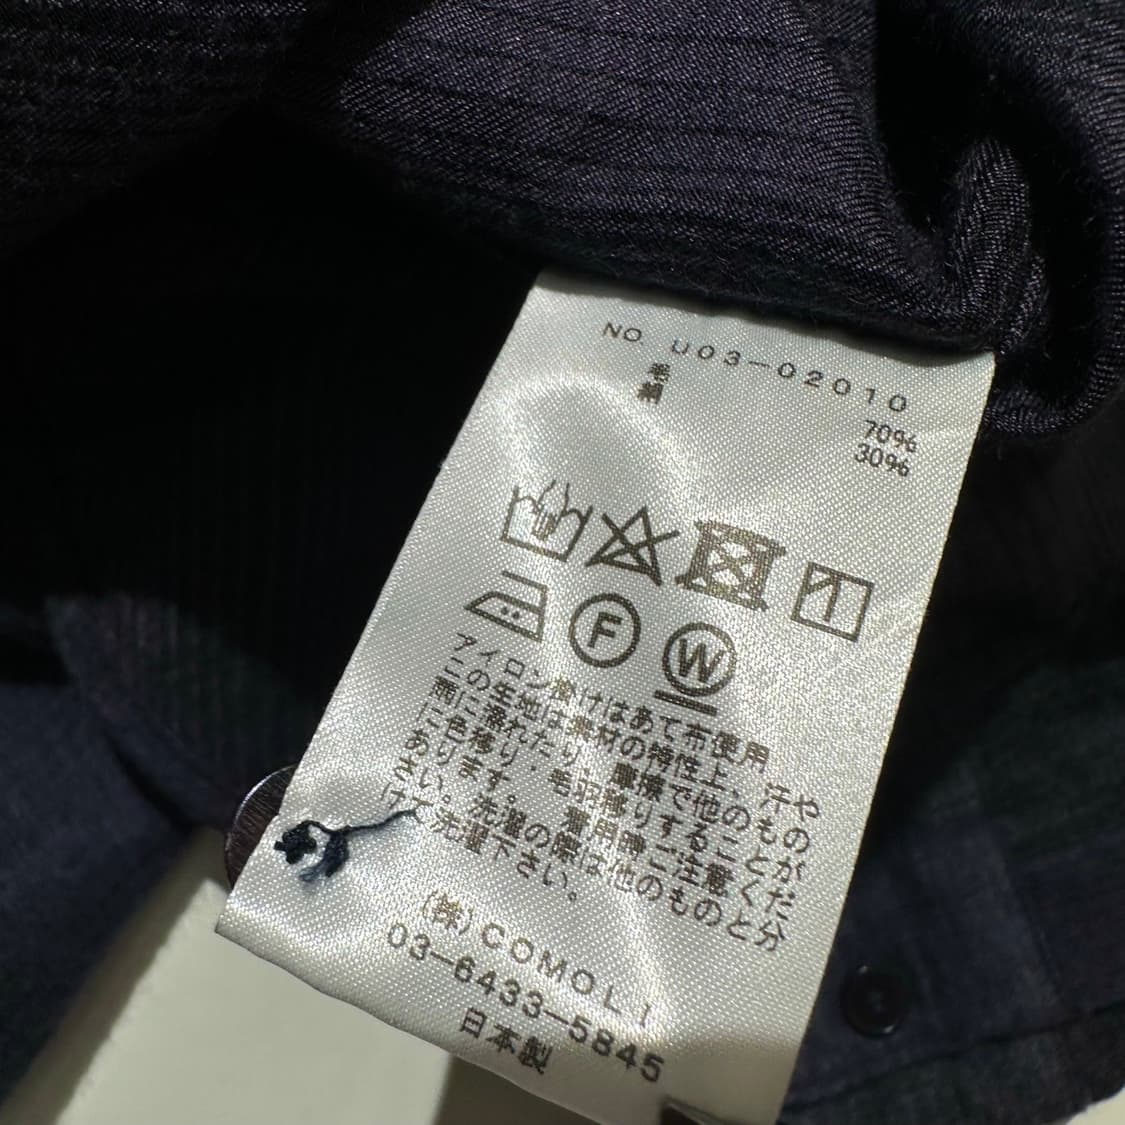 NO U03-02010
毛 70%
絹 30%
F W
アイロン掛けはあて布使用
この生地は素材の特性上、汗や
雨に濡れたり、摩擦で他のもの
に色移り・毛羽移りすることが
あります。着用時ご注意くだ
さい。洗濯の際は他のものと分
けて洗濯下さい。
(株)COMOLI
03-6433-5845
日本製